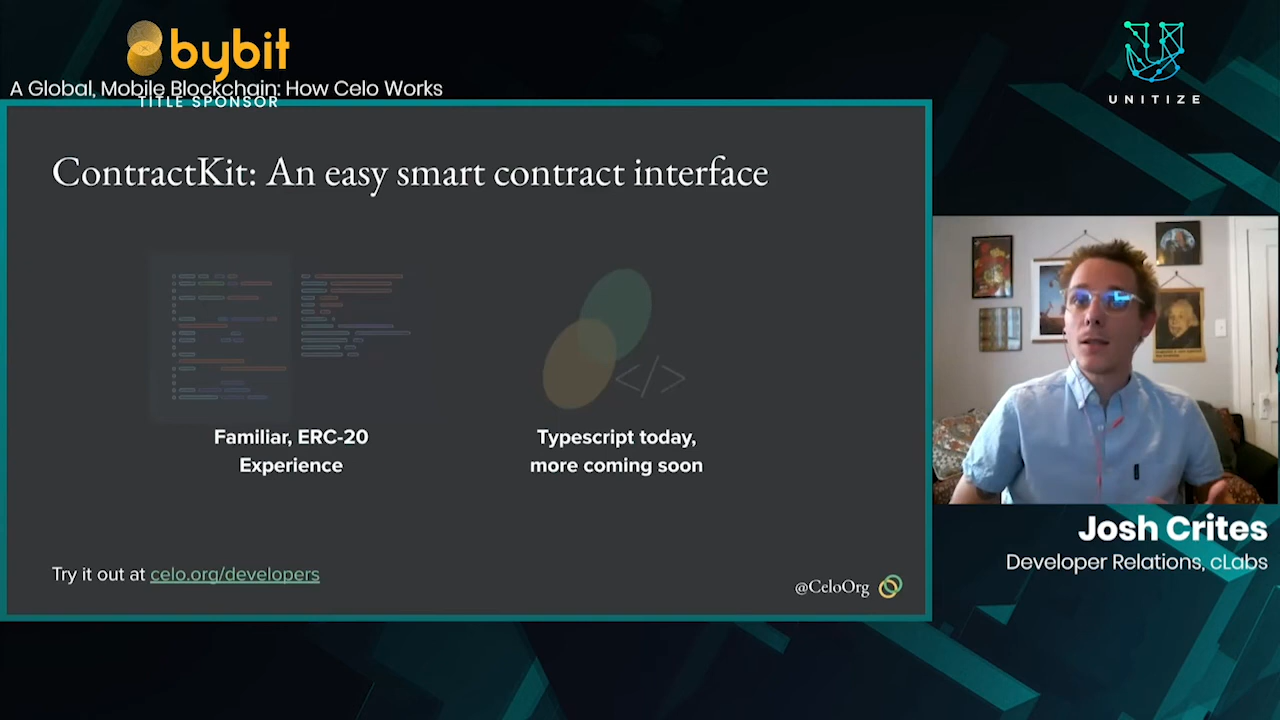 bybit
A Global, Mobile Blockchain: How Celo Works
TITLE SPONSOR
UNITIZE
ContractKit: An easy smart contract interface
</>
Familiar, ERC-20
Experience
Typescript today,
more coming soon
Try it out at celo.org/developers
@CeloOrg
Josh Crites
Developer Relations, cLabs